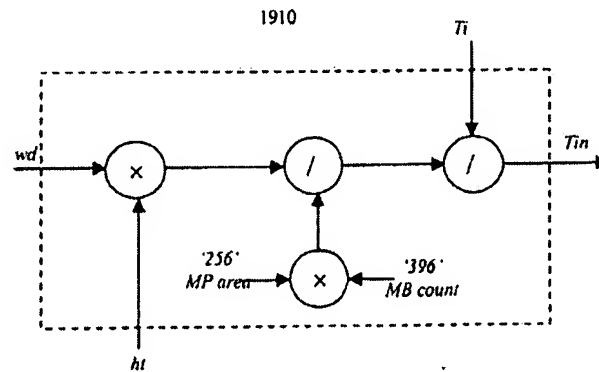 1910
Ti
wd
×
/
/
Tin
'256'
MP area
×
'396'
MB count
ht